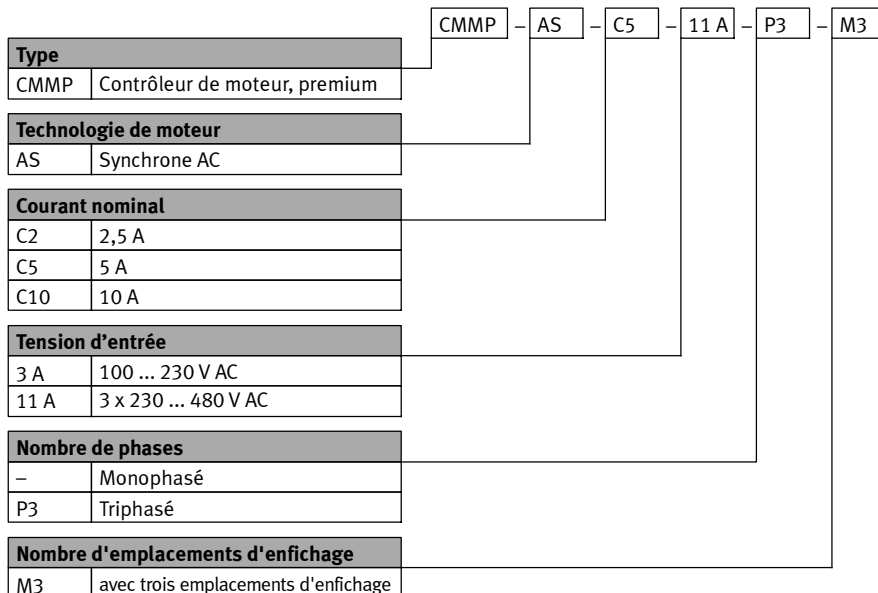 CMMP – AS – C5 – 11 A – P3 – M3
Type
CMMP Contrôleur de moteur, premium
Technologie de moteur
AS Synchrone AC
Courant nominal
C2 2,5 A
C5 5 A
C10 10 A
Tension d’entrée
3 A 100 ... 230 V AC
11 A 3 x 230 ... 480 V AC
Nombre de phases
– Monophasé
P3 Triphasé
Nombre d'emplacements d'enfichage
M3 avec trois emplacements d'enfichage